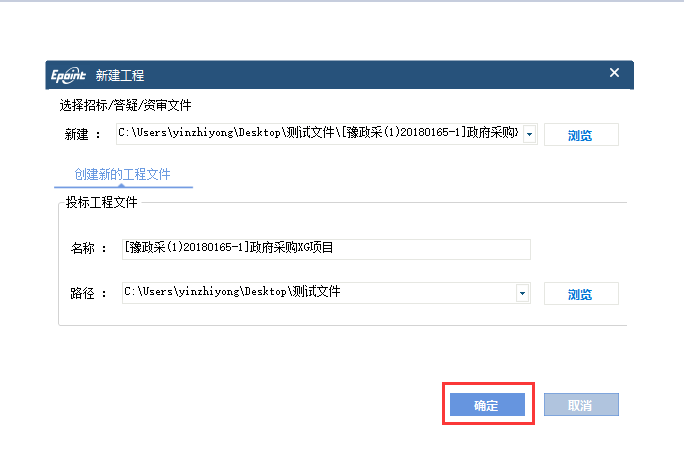 Epoint 新建工程
选择招标/答疑/资审文件
新建 : C:\Users\yinzhiyong\Desktop\测试文件\[豫政采(1)20180165-1]政府采购X 浏览
创建新的工程文件
投标工程文件
名称 : [豫政采(1)20180165-1]政府采购XG项目
路径 : C:\Users\yinzhiyong\Desktop\测试文件 浏览
确定 取消